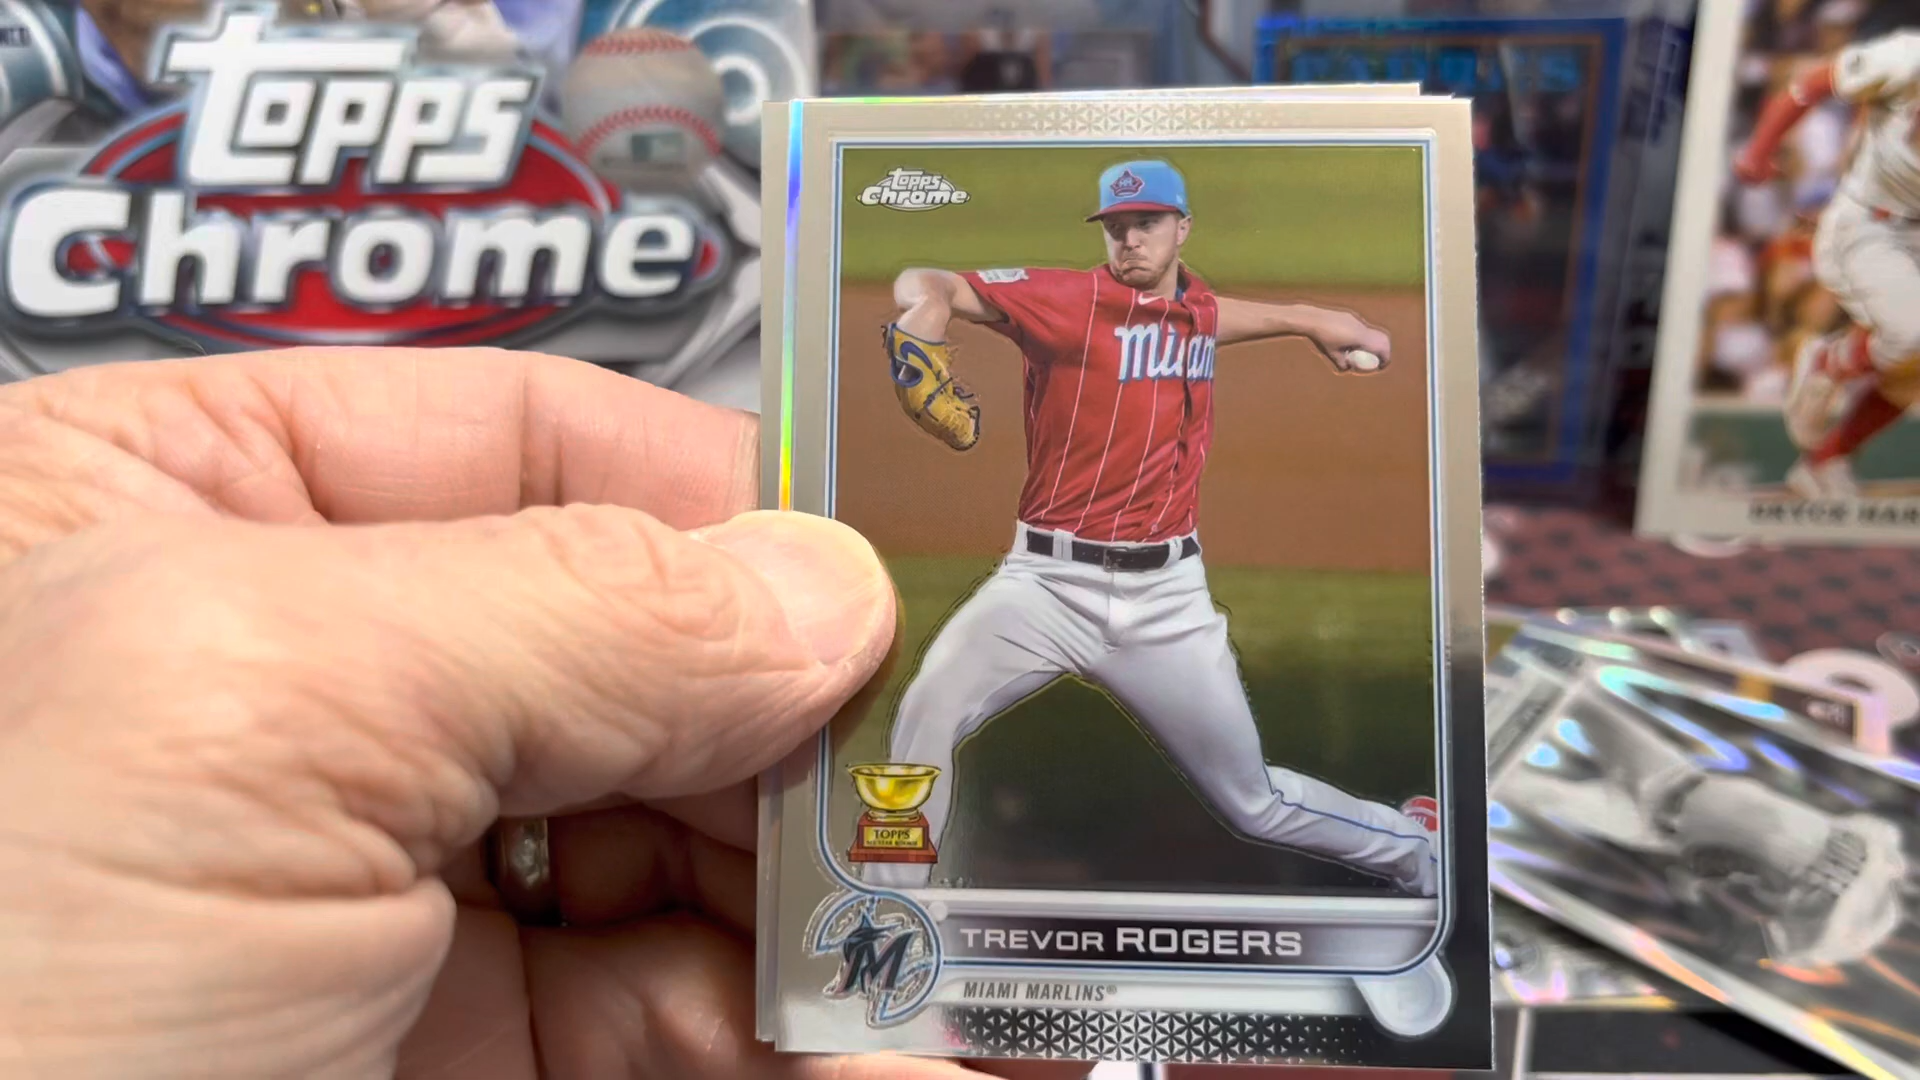 Topps
Chrome
Topps
Chrome
Miami
TOPPS
TREVOR ROGERS
MIAMI MARLINS®